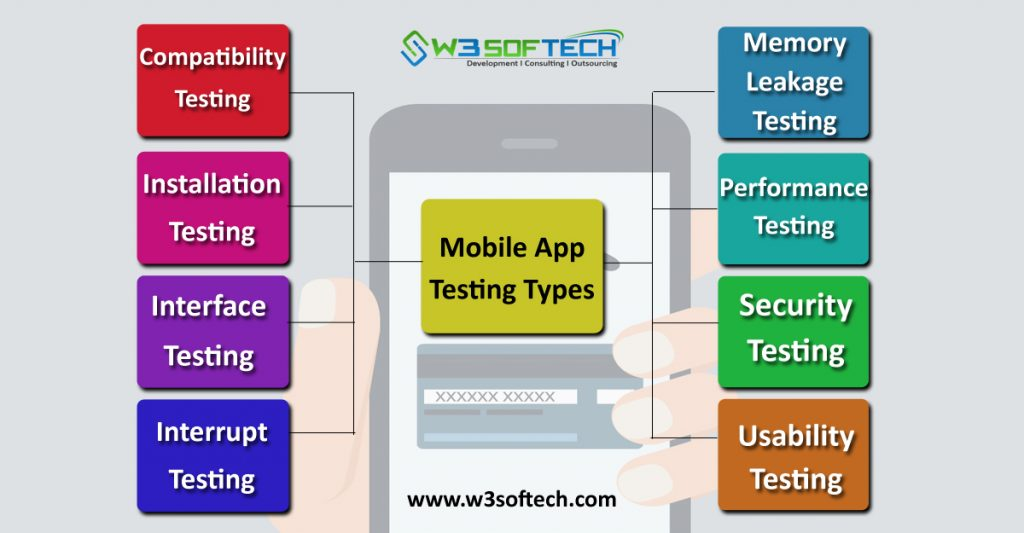 W3SOFTECH
Development I Consulting I Outsourcing
Compatibility
Testing
Installation
Testing
Interface
Testing
Interrupt
Testing
Mobile App
Testing Types
Memory
Leakage
Testing
Performance
Testing
Security
Testing
Usability
Testing
XXXXXX XXXXX
www.w3softech.com